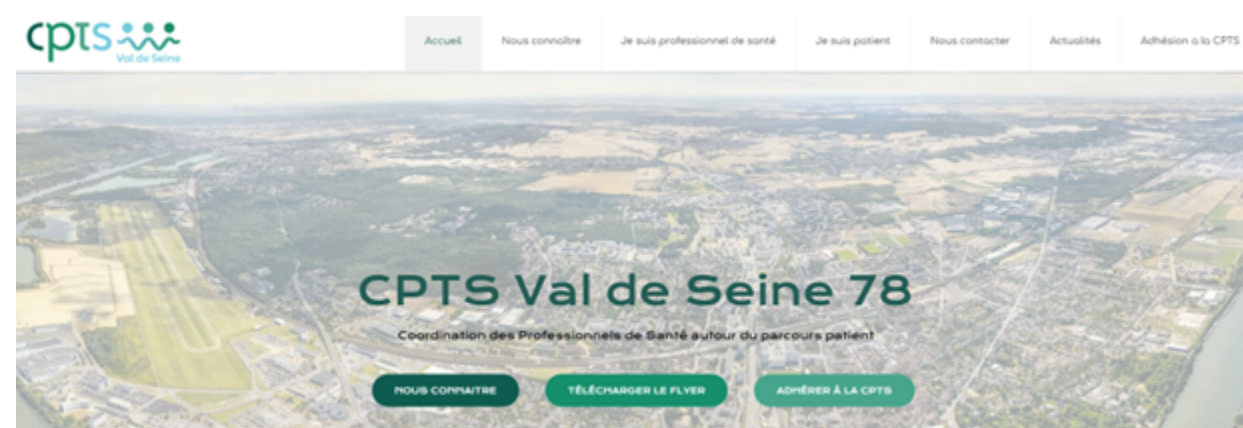 cpts
Val de Seine
Accueil
Nous connaître
Je suis professionnel de santé
Je suis patient
Nous contacter
Actualités
Adhésion a la CPTS
CPTS Val de Seine 78
Coordination des Professionnels de Santé autour du parcours patient
NOUS CONNAITRE
TÉLÉCHARGER LE FLYER
ADHÉRER À LA CPTS